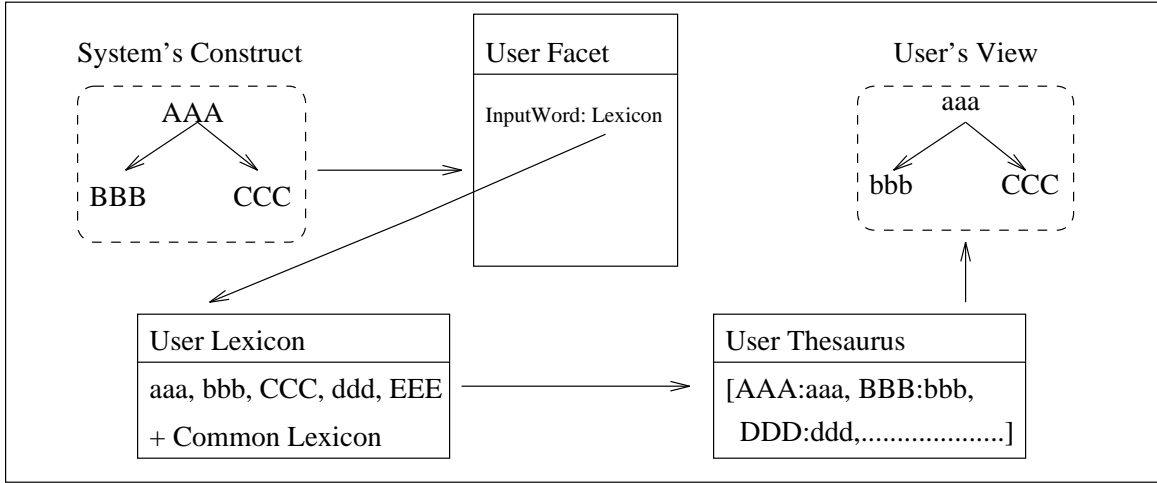 System's Construct
AAA
BBB CCC
User Facet
InputWord: Lexicon
User's View
aaa
bbb CCC
User Lexicon
aaa, bbb, CCC, ddd, EEE
+ Common Lexicon
User Thesaurus
[AAA:aaa, BBB:bbb,
DDD:ddd,....................]